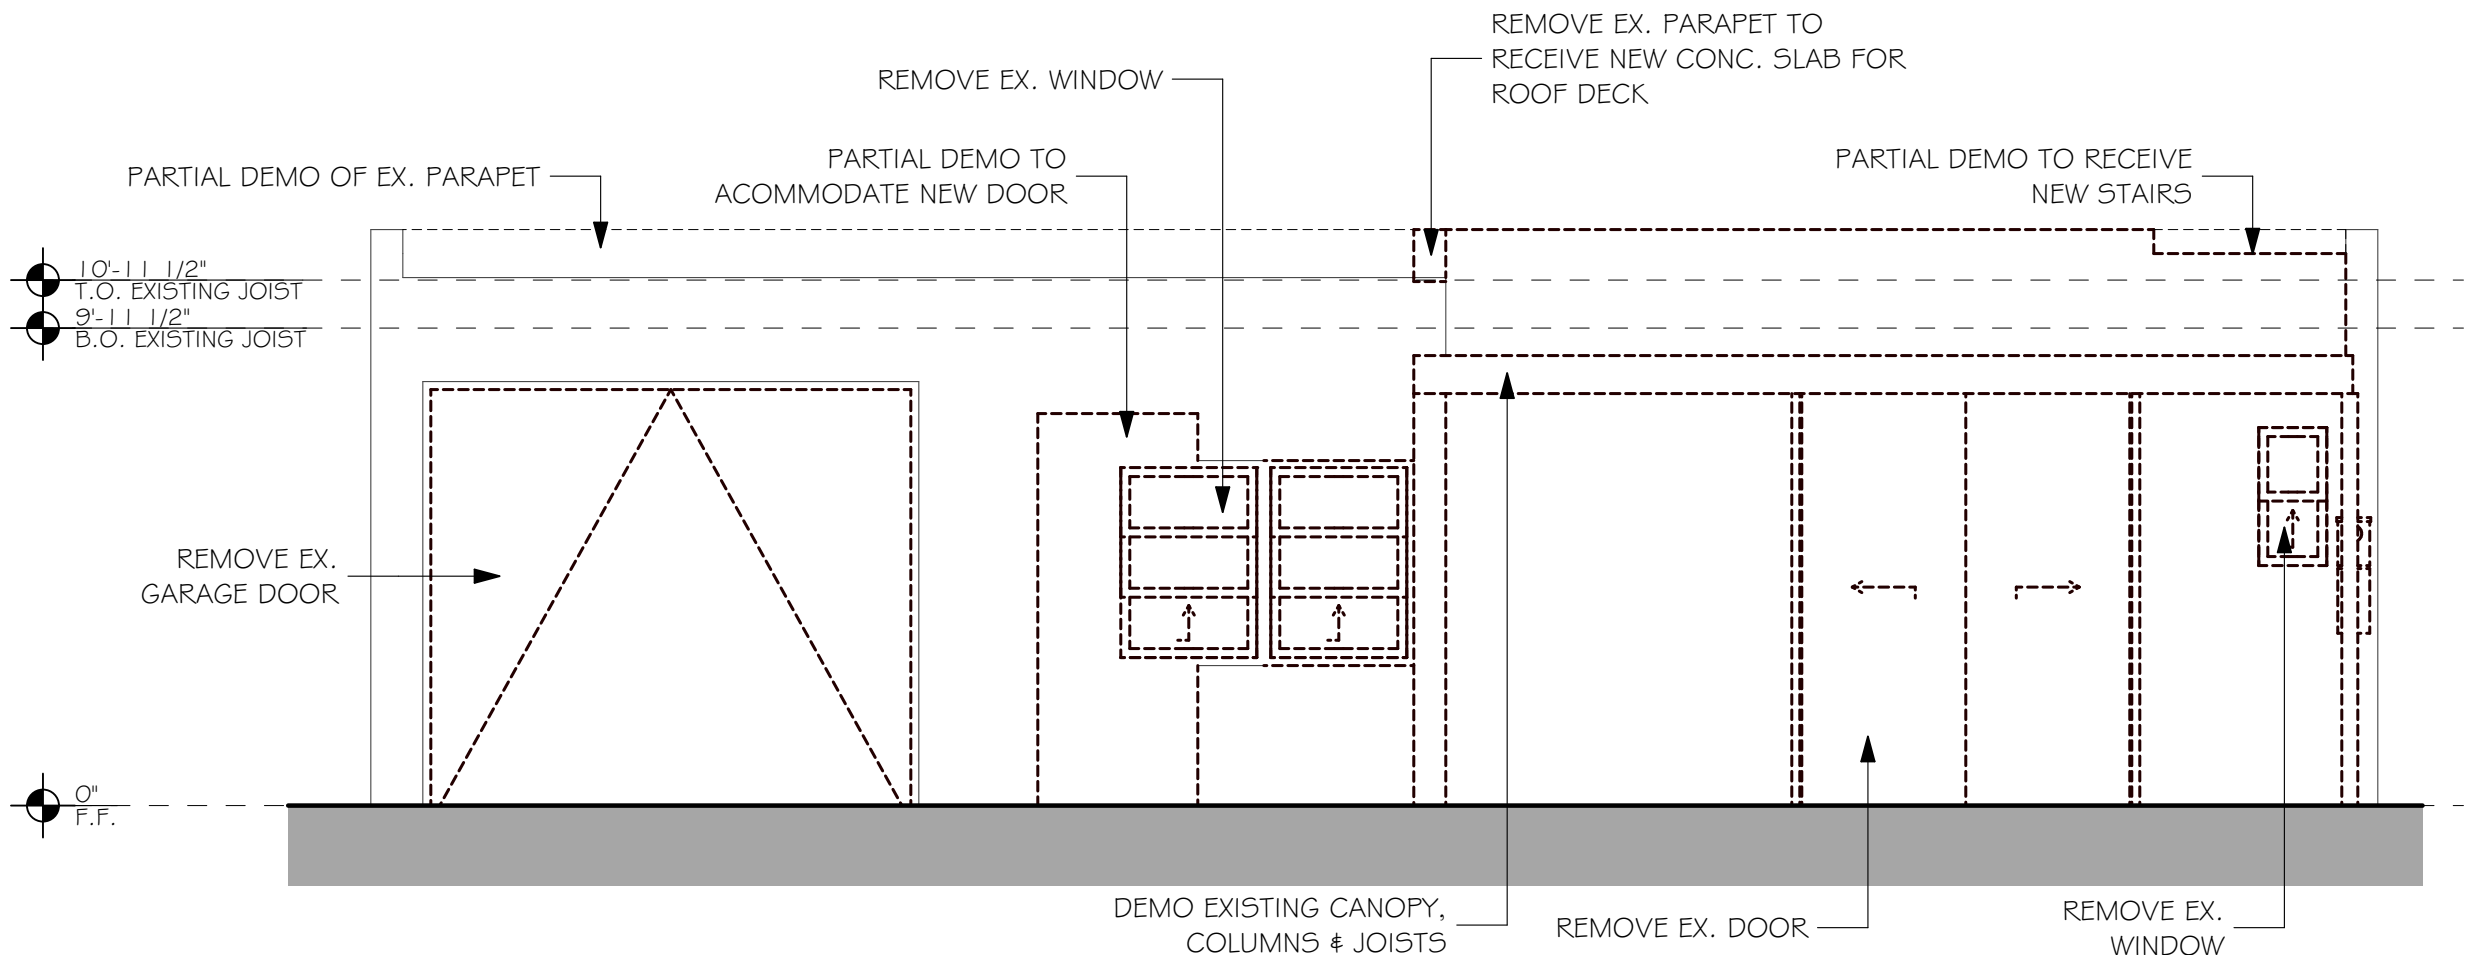 REMOVE EX. PARAPET TO
RECEIVE NEW CONC. SLAB FOR
ROOF DECK
REMOVE EX. WINDOW
PARTIAL DEMO TO
ACOMMODATE NEW DOOR
PARTIAL DEMO OF EX. PARAPET
PARTIAL DEMO TO RECEIVE
NEW STAIRS
10'-11 1/2"
T.O. EXISTING JOIST
9'-11 1/2"
B.O. EXISTING JOIST
REMOVE EX.
GARAGE DOOR
0"
F.F.
DEMO EXISTING CANOPY,
COLUMNS & JOISTS
REMOVE EX. DOOR
REMOVE EX.
WINDOW